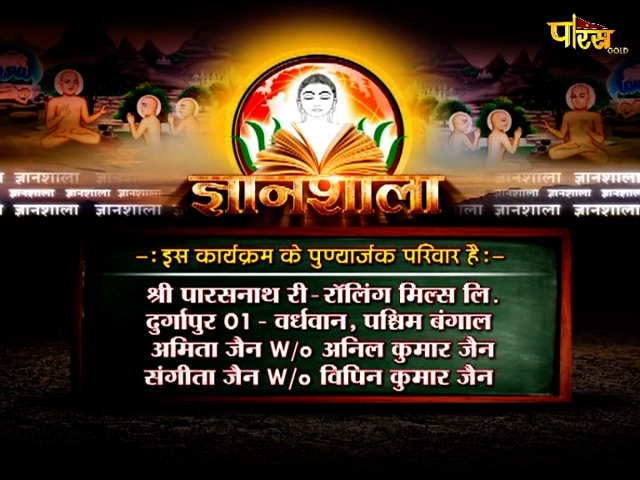 पारस
GOLD
ज्ञानशाला ज्ञानशाला
ज्ञानशाला ज्ञानशाला ज्ञानशाला ज्ञानशाला ज्ञानशाला
ज्ञानशाला ज्ञानशाला ज्ञानशाला ज्ञानशाला
ज्ञानशाला
-: इस कार्यक्रम के पुण्यार्जक परिवार है :-
श्री पारसनाथ री - रॉलिंग मिल्स लि.
दुर्गापुर 01 - वर्धवान, पश्चिम बंगाल
अमिता जैन W/o अनिल कुमार जैन
संगीता जैन W/o विपिन कुमार जैन